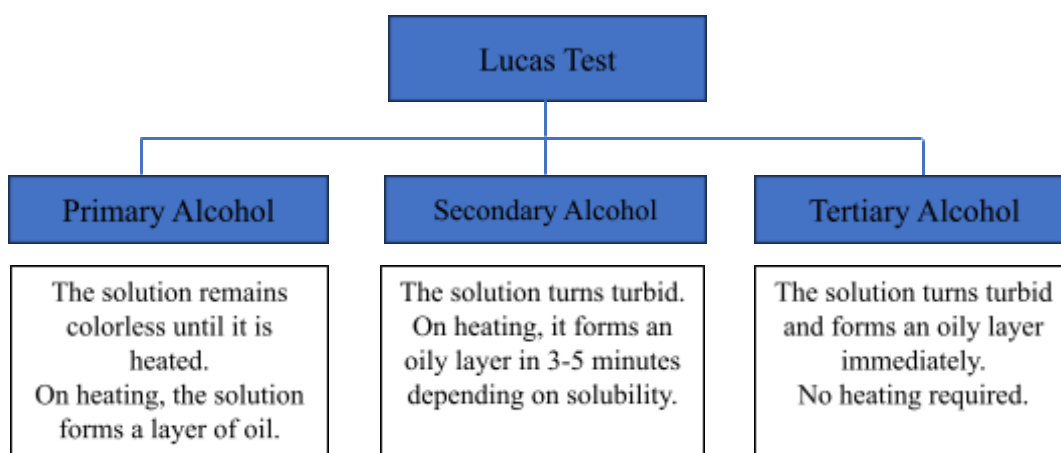 Lucas Test
Primary Alcohol
Secondary Alcohol
Tertiary Alcohol
The solution remains
colorless until it is
heated.
On heating, the solution
forms a layer of oil.
The solution turns turbid.
On heating, it forms an
oily layer in 3-5 minutes
depending on solubility.
The solution turns turbid
and forms an oily layer
immediately.
No heating required.